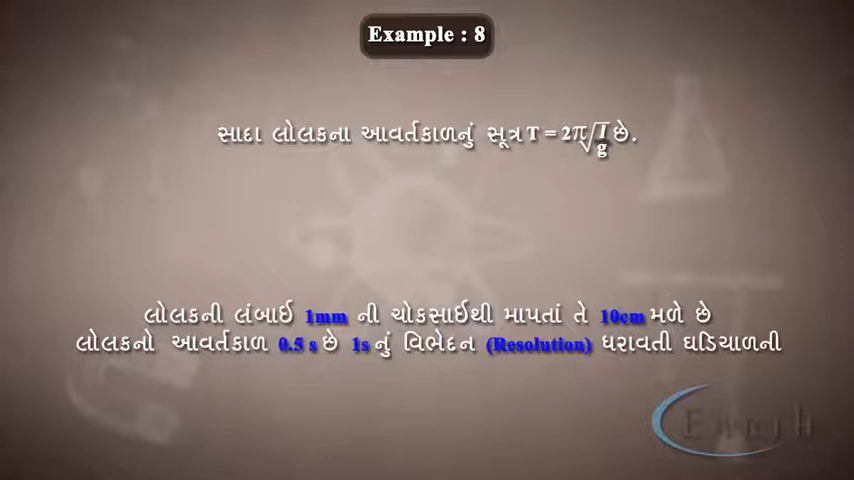 Example : 8
સાદા લોલકના આવર્તકાળનું સૂત્ર T = 2π√l/g છે.
લોલકની લંબાઈ 1mm ની ચોકસાઈથી માપતાં તે 10cm મળે છે
લોલકનો આવર્તકાળ 0.5 s છે 1s નું વિભેદન (Resolution) ધરાવતી ઘડિયાળની